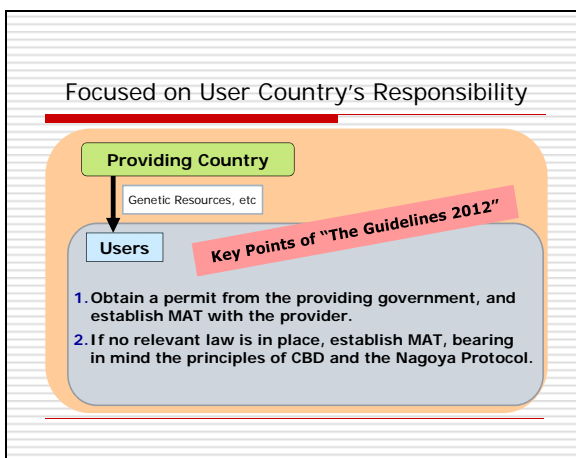 Focused on User Country's Responsibility
Providing Country
Genetic Resources, etc
Users
Key Points of "The Guidelines 2012"
1. Obtain a permit from the providing government, and
establish MAT with the provider.
2. If no relevant law is in place, establish MAT, bearing
in mind the principles of CBD and the Nagoya Protocol.